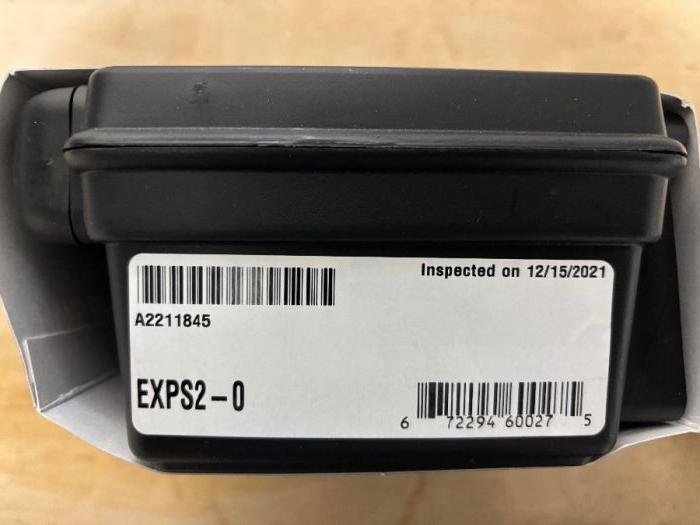 Inspected on 12/15/2021
A2211845
EXPS2-0
6 72294 60027 5